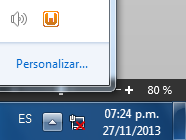 Personalizar...
80 %
ES
07:24 p.m.
27/11/2013